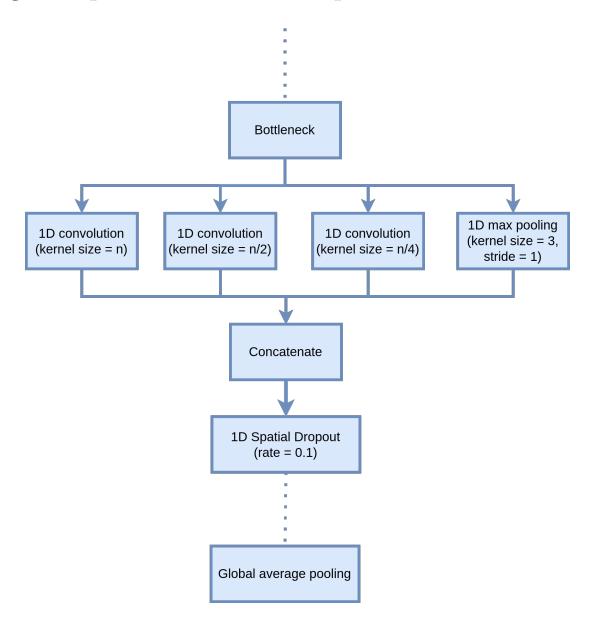 Bottleneck
1D convolution
(kernel size = n)
1D convolution
(kernel size = n/2)
1D convolution
(kernel size = n/4)
1D max pooling
(kernel size = 3,
stride = 1)
Concatenate
1D Spatial Dropout
(rate = 0.1)
Global average pooling